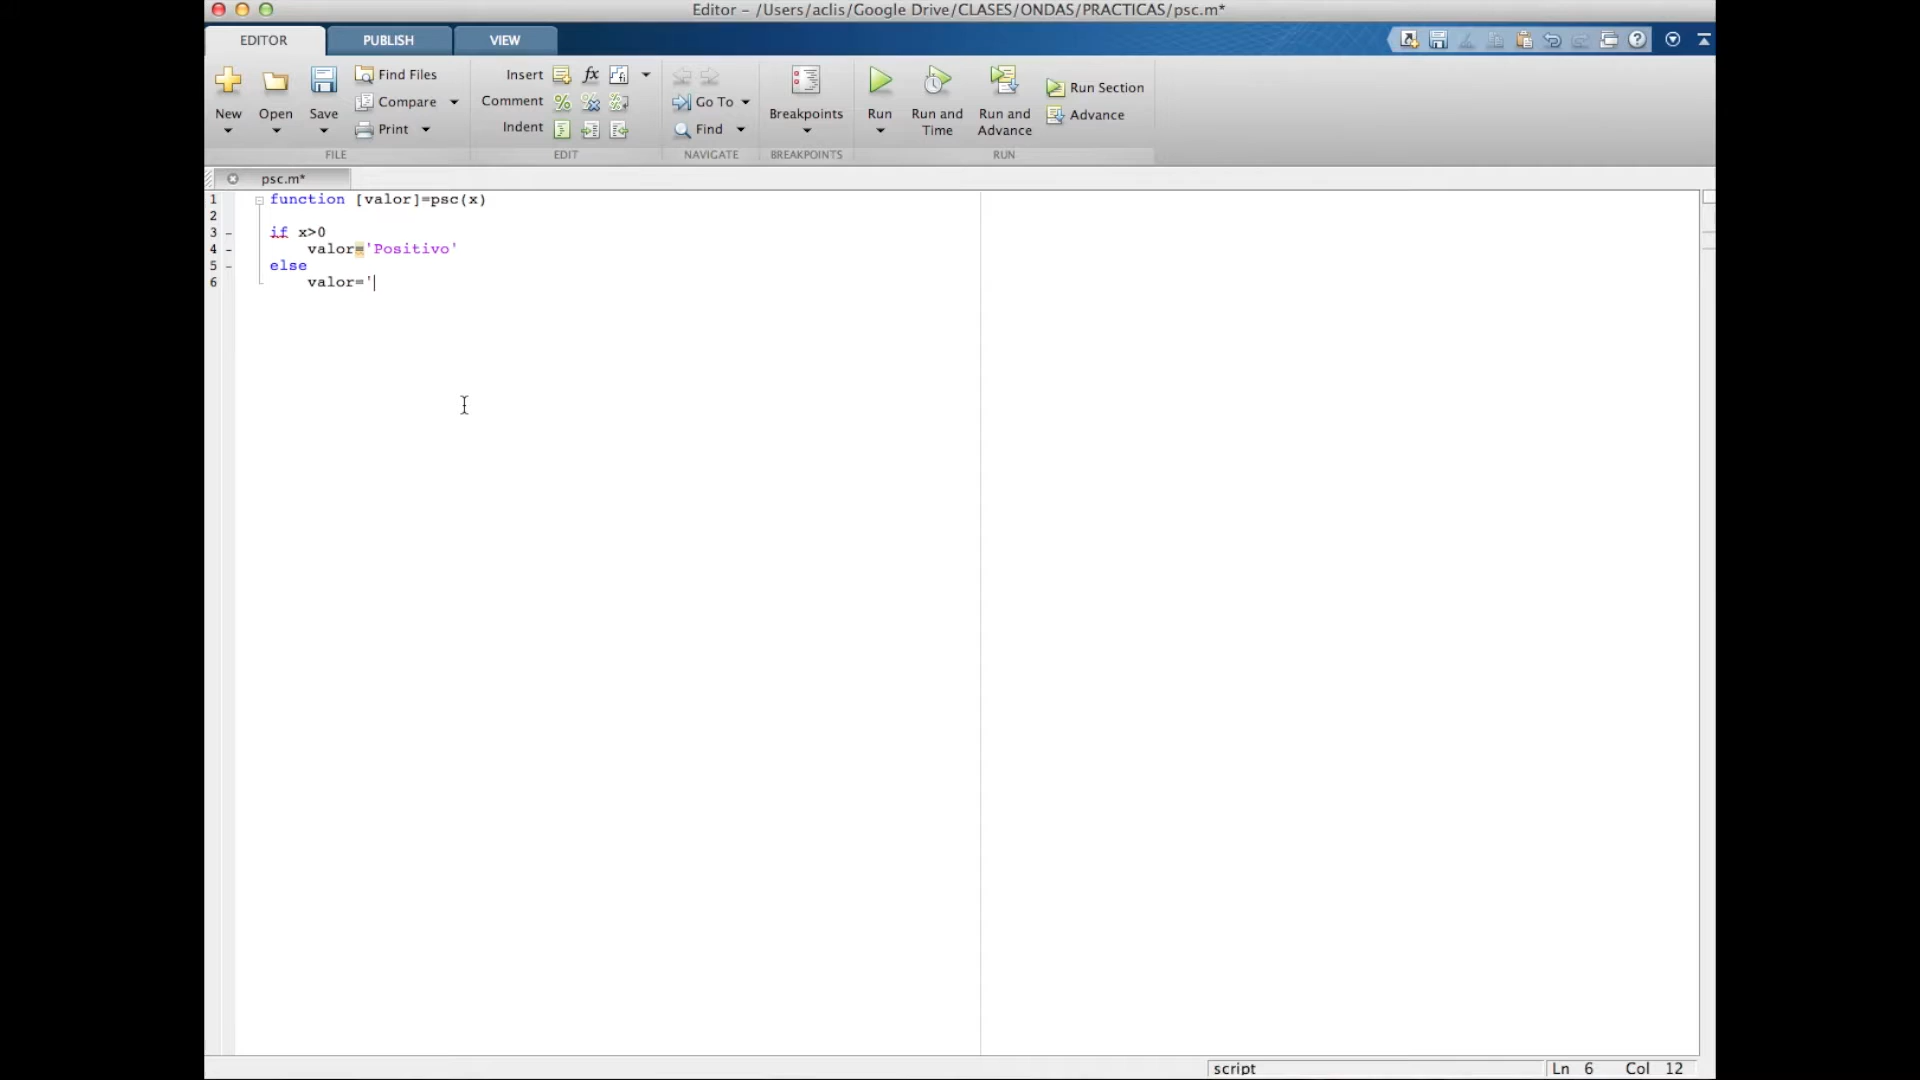 Editor – /Users/aclis/Google Drive/CLASES/ONDAS/PRACTICAS/psc.m*
EDITOR PUBLISH VIEW
New Open Save Find Files Compare Print
FILE
Insert fx
Comment
Indent
EDIT
Go To
Find
NAVIGATE
Breakpoints
BREAKPOINTS
Run Run and Time Run and Advance Run Section Advance
RUN
psc.m*
1 function [valor]=psc(x)
2
3 – if x>0
4 – valor='Positivo'
5 – else
6 valor='
script Ln 6 Col 12